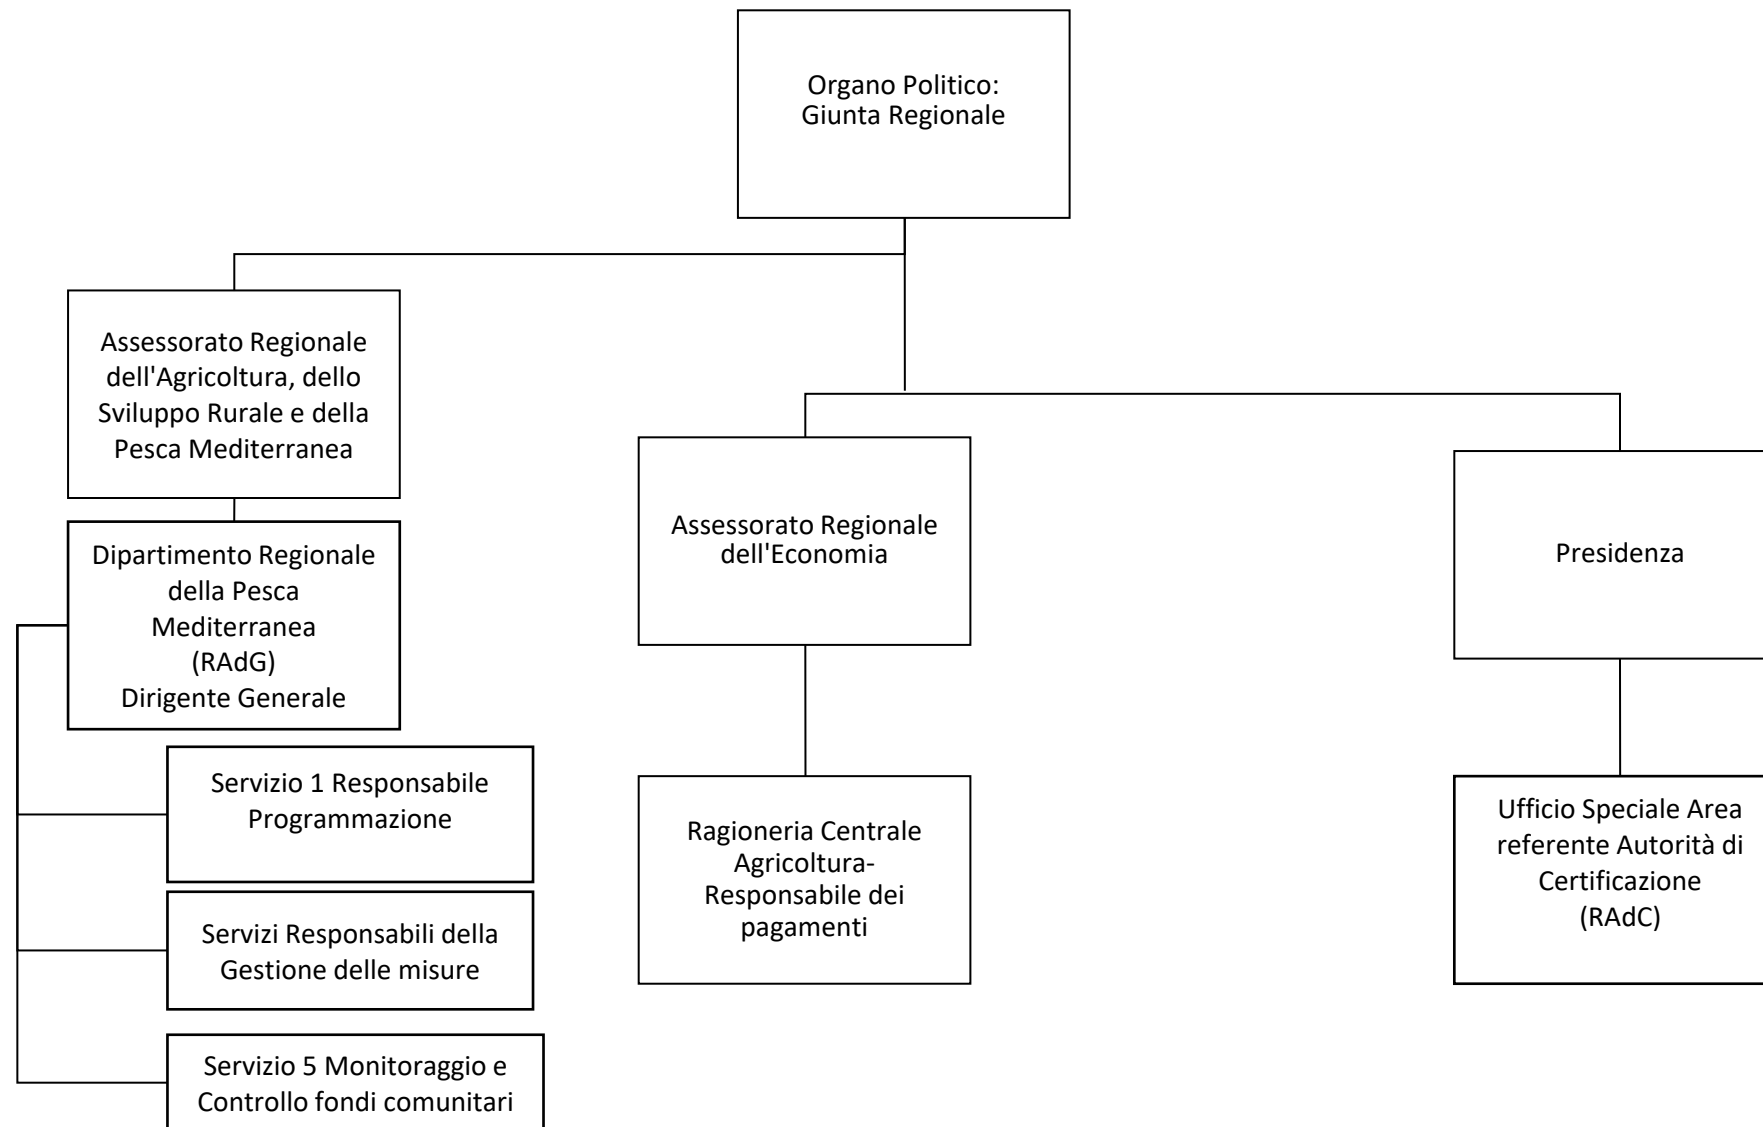 Organo Politico:
Giunta Regionale
Assessorato Regionale
dell'Agricoltura, dello
Sviluppo Rurale e della
Pesca Mediterranea
Dipartimento Regionale
della Pesca
Mediterranea
(RAdG)
Dirigente Generale
Servizio 1 Responsabile
Programmazione
Servizi Responsabili della
Gestione delle misure
Servizio 5 Monitoraggio e
Controllo fondi comunitari
Assessorato Regionale
dell'Economia
Ragioneria Centrale
Agricoltura-
Responsabile dei
pagamenti
Presidenza
Ufficio Speciale Area
referente Autorità di
Certificazione
(RAdC)